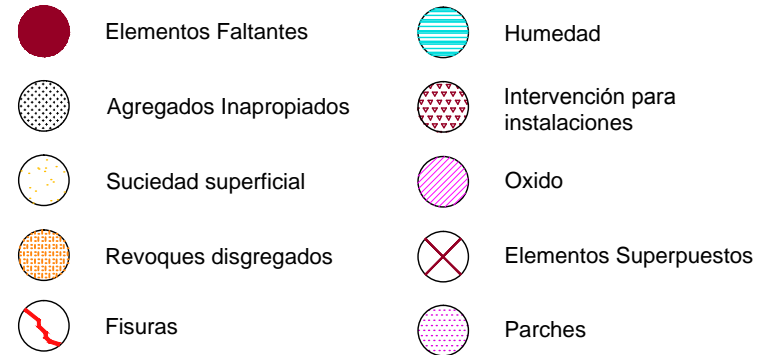 Elementos Faltantes
Agregados Inapropiados
Suciedad superficial
Revoques disgregados
Fisuras
Humedad
Intervención para
instalaciones
Oxido
Elementos Superpuestos
Parches